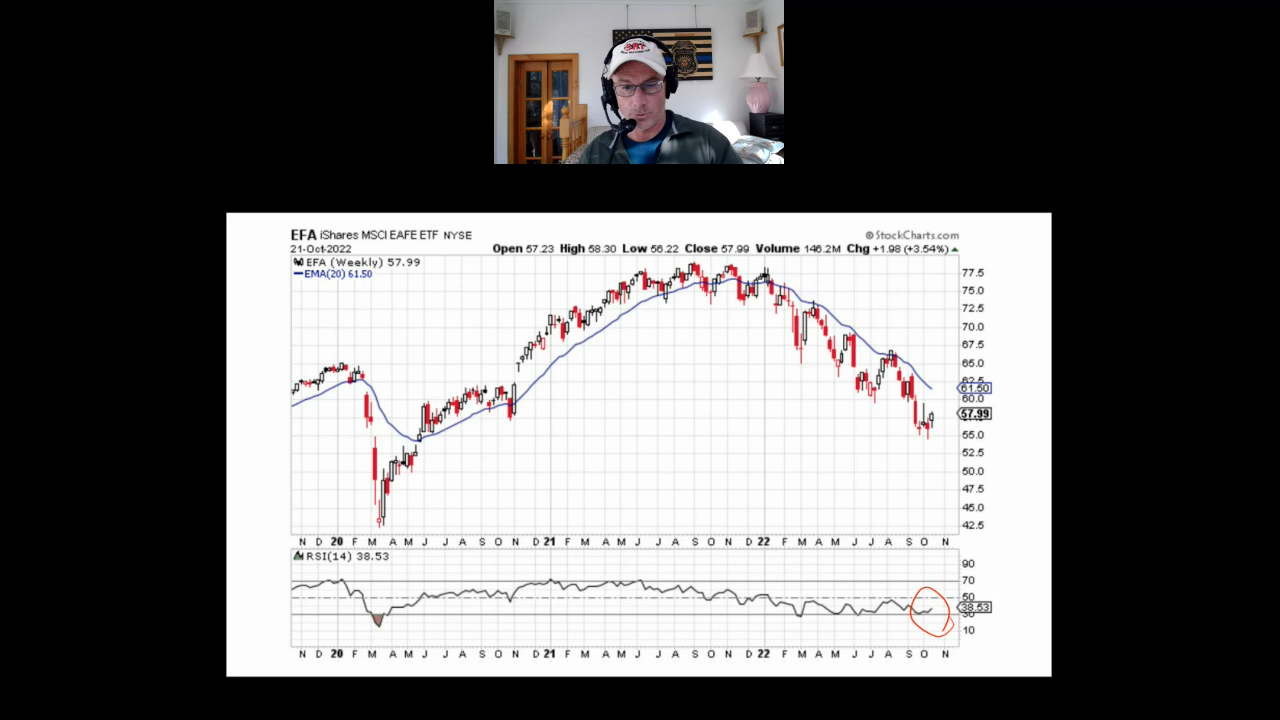 EFA iShares MSCI EAFE ETF NYSE
© StockCharts.com
21-Oct-2022
Open 57.23 High 58.30 Low 56.22 Close 57.99 Volume 146.2M Chg +1.98 (+3.54%)
EFA (Weekly) 57.99
EMA(20) 61.50
77.5
75.0
72.5
70.0
67.5
65.0
62.5
61.50
60.0
57.99
55.0
52.5
50.0
47.5
45.0
42.5
N D 20 F M A M J J A S O N D 21 F M A M J J A S O N D 22 F M A M J J A S O N
RSI(14) 38.53
90
70
50
38.53
30
10
N D 20 F M A M J J A S O N D 21 F M A M J J A S O N D 22 F M A M J J A S O N